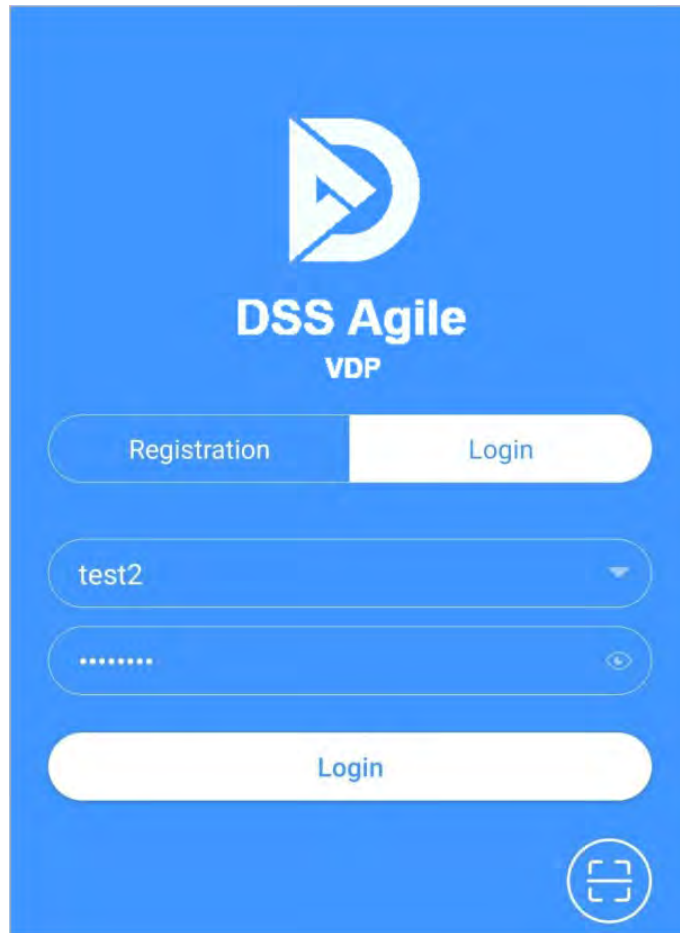 DSS Agile
VDP
Registration Login
test2
••••••••
Login